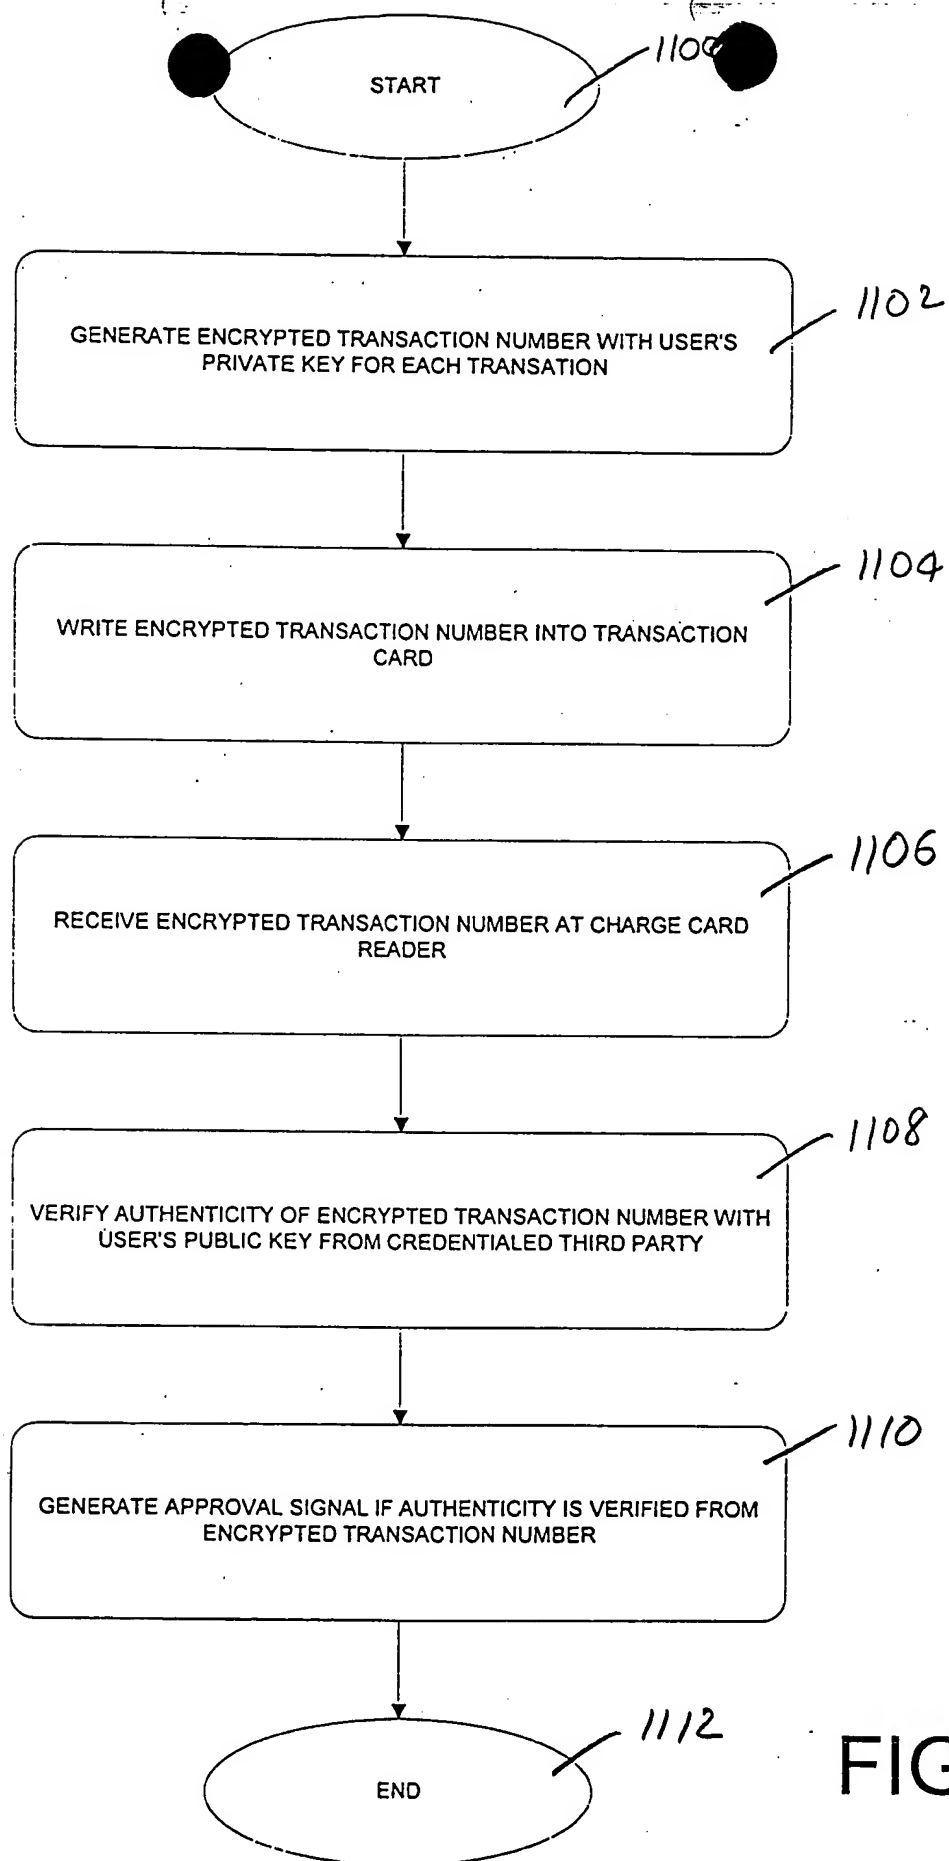 START
1100
GENERATE ENCRYPTED TRANSACTION NUMBER WITH USER'S
PRIVATE KEY FOR EACH TRANSATION
1102
WRITE ENCRYPTED TRANSACTION NUMBER INTO TRANSACTION
CARD
1104
RECEIVE ENCRYPTED TRANSACTION NUMBER AT CHARGE CARD
READER
1106
VERIFY AUTHENTICITY OF ENCRYPTED TRANSACTION NUMBER WITH
USER'S PUBLIC KEY FROM CREDENTIALED THIRD PARTY
1108
GENERATE APPROVAL SIGNAL IF AUTHENTICITY IS VERIFIED FROM
ENCRYPTED TRANSACTION NUMBER
1110
END
1112
FIG